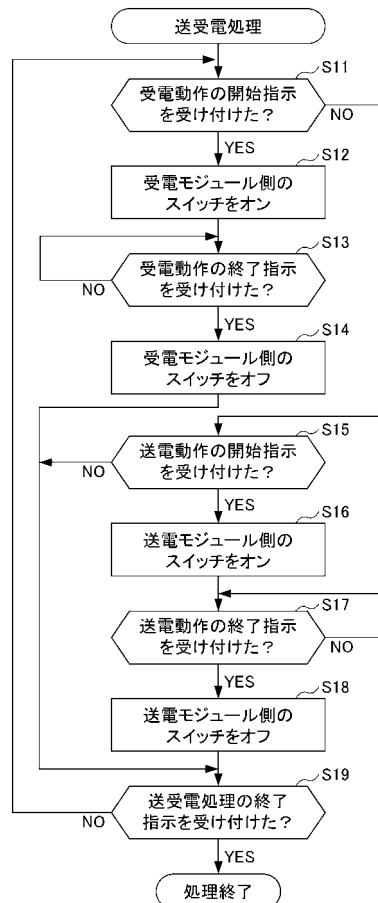 送受電処理
S11
受電動作の開始指示
を受け付けた？
NO
YES
S12
受電モジュール側の
スイッチをオン
S13
受電動作の終了指示
を受け付けた？
NO
YES
S14
受電モジュール側の
スイッチをオフ
S15
送電動作の開始指示
を受け付けた？
NO
YES
S16
送電モジュール側の
スイッチをオン
S17
送電動作の終了指示
を受け付けた？
NO
YES
S18
送電モジュール側の
スイッチをオフ
S19
送受電処理の終了
指示を受け付けた？
NO
YES
処理終了